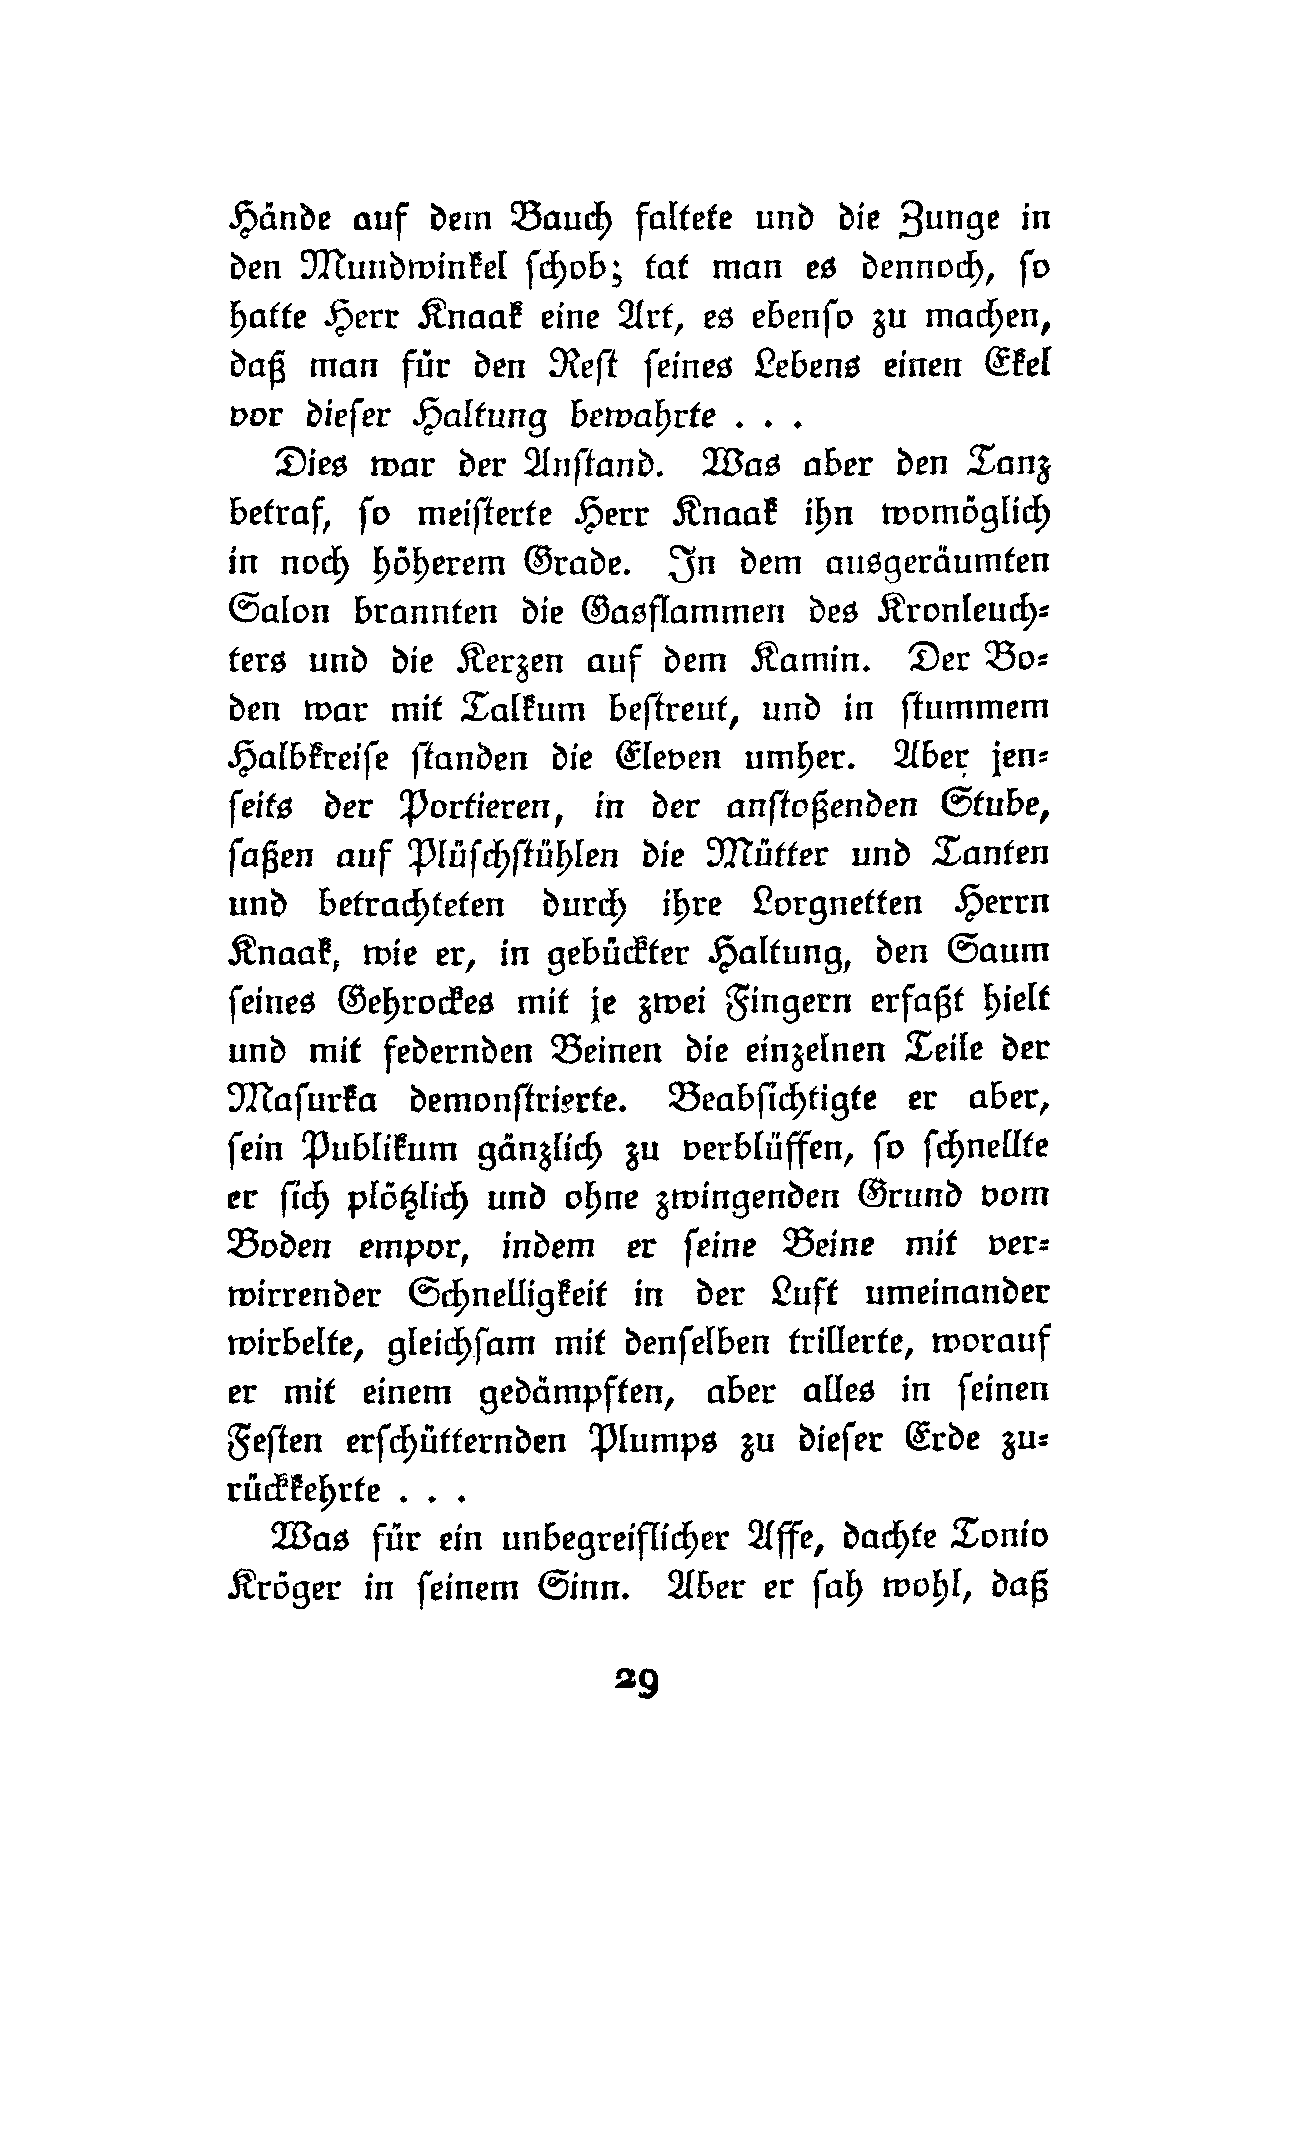 Hände auf dem Bauch faltete und die Zunge in
den Mundwinkel ſchob; tat man es dennoch, ſo
hatte Herr Knaak eine Art, es ebenſo zu machen,
daß man für den Reſt ſeines Lebens einen Ekel
vor dieſer Haltung bewahrte . . .
Dies war der Anſtand. Was aber den Tanz
betraf, ſo meiſterte Herr Knaak ihn womöglich
in noch höherem Grade. In dem ausgeräumten
Salon brannten die Gasflammen des Kronleuch⸗
ters und die Kerzen auf dem Kamin. Der Bo⸗
den war mit Talkum beſtreut, und in ſtummem
Halbkreiſe ſtanden die Eleven umher. Aber jen⸗
ſeits der Portieren, in der anſtoßenden Stube,
ſaßen auf Plüſchſtühlen die Mütter und Tanten
und betrachteten durch ihre Lorgnetten Herrn
Knaak, wie er, in gebückter Haltung, den Saum
ſeines Gehrockes mit je zwei Fingern erfaßt hielt
und mit federnden Beinen die einzelnen Teile der
Maſurka demonſtrierte. Beabſichtigte er aber,
ſein Publikum gänzlich zu verblüffen, ſo ſchnellte
er ſich plötzlich und ohne zwingenden Grund vom
Boden empor, indem er ſeine Beine mit ver⸗
wirrender Schnelligkeit in der Luft umeinander
wirbelte, gleichſam mit denſelben trillerte, worauf
er mit einem gedämpften, aber alles in ſeinen
Feſten erſchütternden Plumps zu dieſer Erde zu⸗
rückkehrte . . .
Was für ein unbegreiflicher Affe, dachte Tonio
Kröger in ſeinem Sinn. Aber er ſah wohl, daß
29